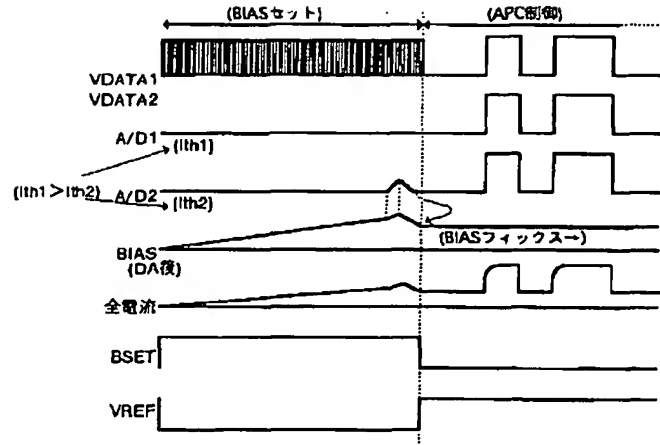 (BIASセット)
(APC制御)
VDATA1
VDATA2
A/D1
(Ith1)
(Ith1>Ith2)
A/D2
(Ith2)
BIAS
(DA後)
(BIASフィックス→)
全電流
BSET
VREF